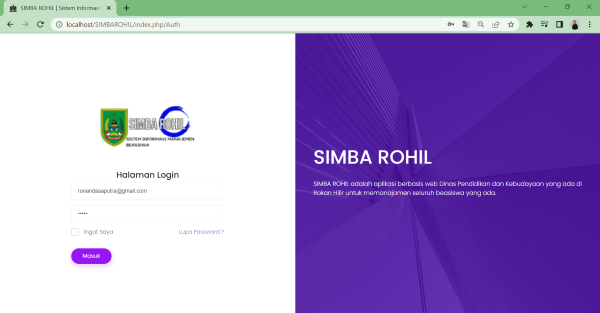 SIMBA ROHIL | Sistem Informasi
localhost/SIMBAROHIL/index.php/Auth
SIMBA ROHIL
SISTEM INFORMASI MANAJEMEN
BEASISWA
Halaman Login
ronandasaputra@gmail.com
•••••
Ingat Saya
Lupa Password ?
Masuk
SIMBA ROHIL
SIMBA ROHIL adalah aplikasi berbasis web Dinas Pendidikan dan Kebudayaan yang ada di
Rokan Hilir untuk memanajemen seluruh beasiswa yang ada.